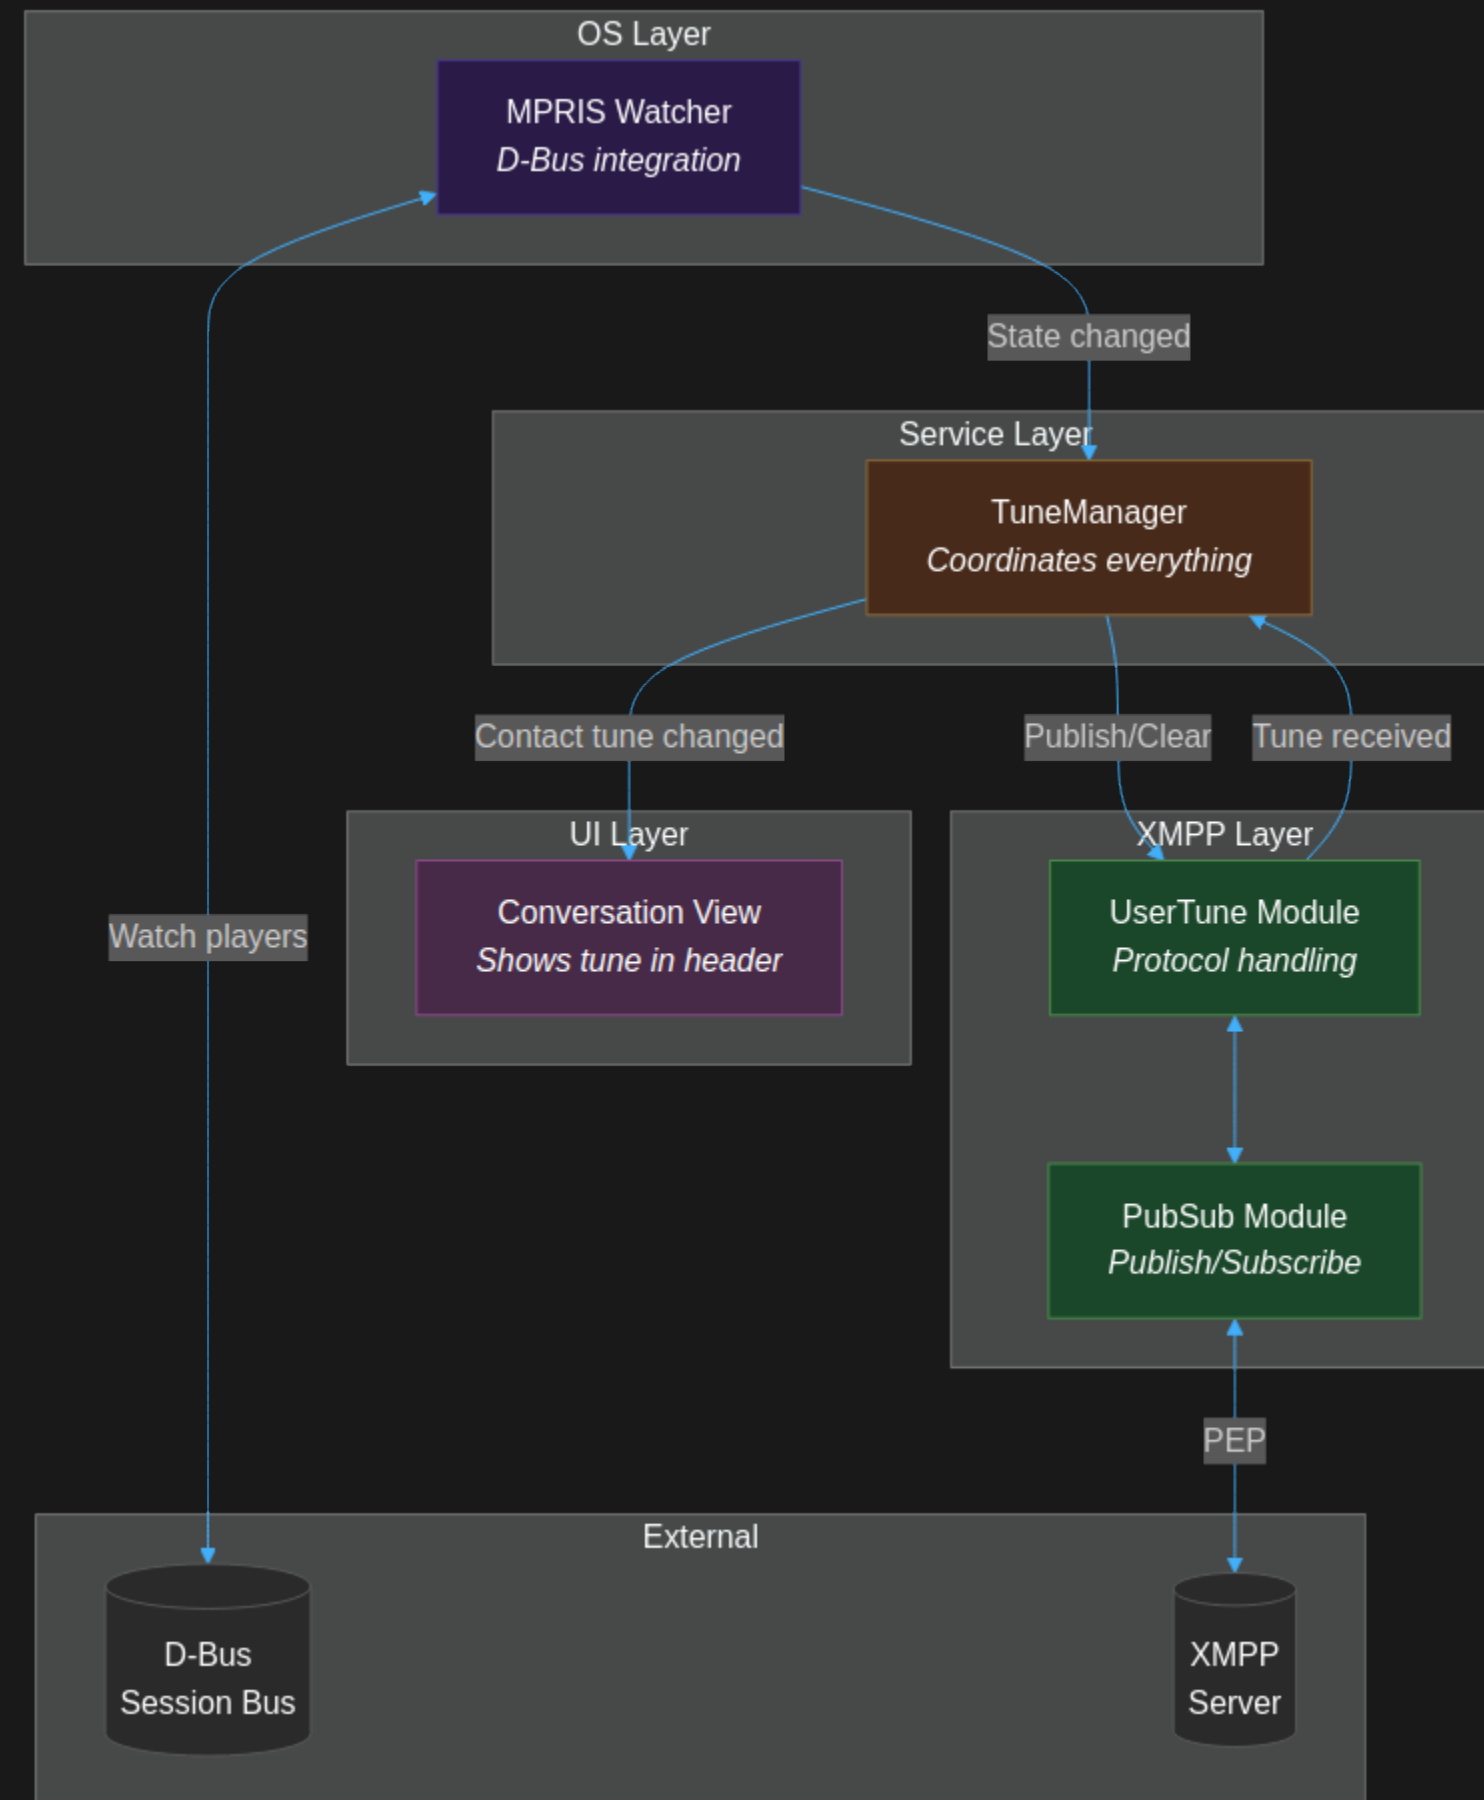 OS Layer
MPRIS Watcher
D-Bus integration
State changed
Service Layer
TuneManager
Coordinates everything
Contact tune changed
Publish/Clear
Tune received
UI Layer
Conversation View
Shows tune in header
XMPP Layer
UserTune Module
Protocol handling
Watch players
PubSub Module
Publish/Subscribe
PEP
External
D-Bus
Session Bus
XMPP
Server